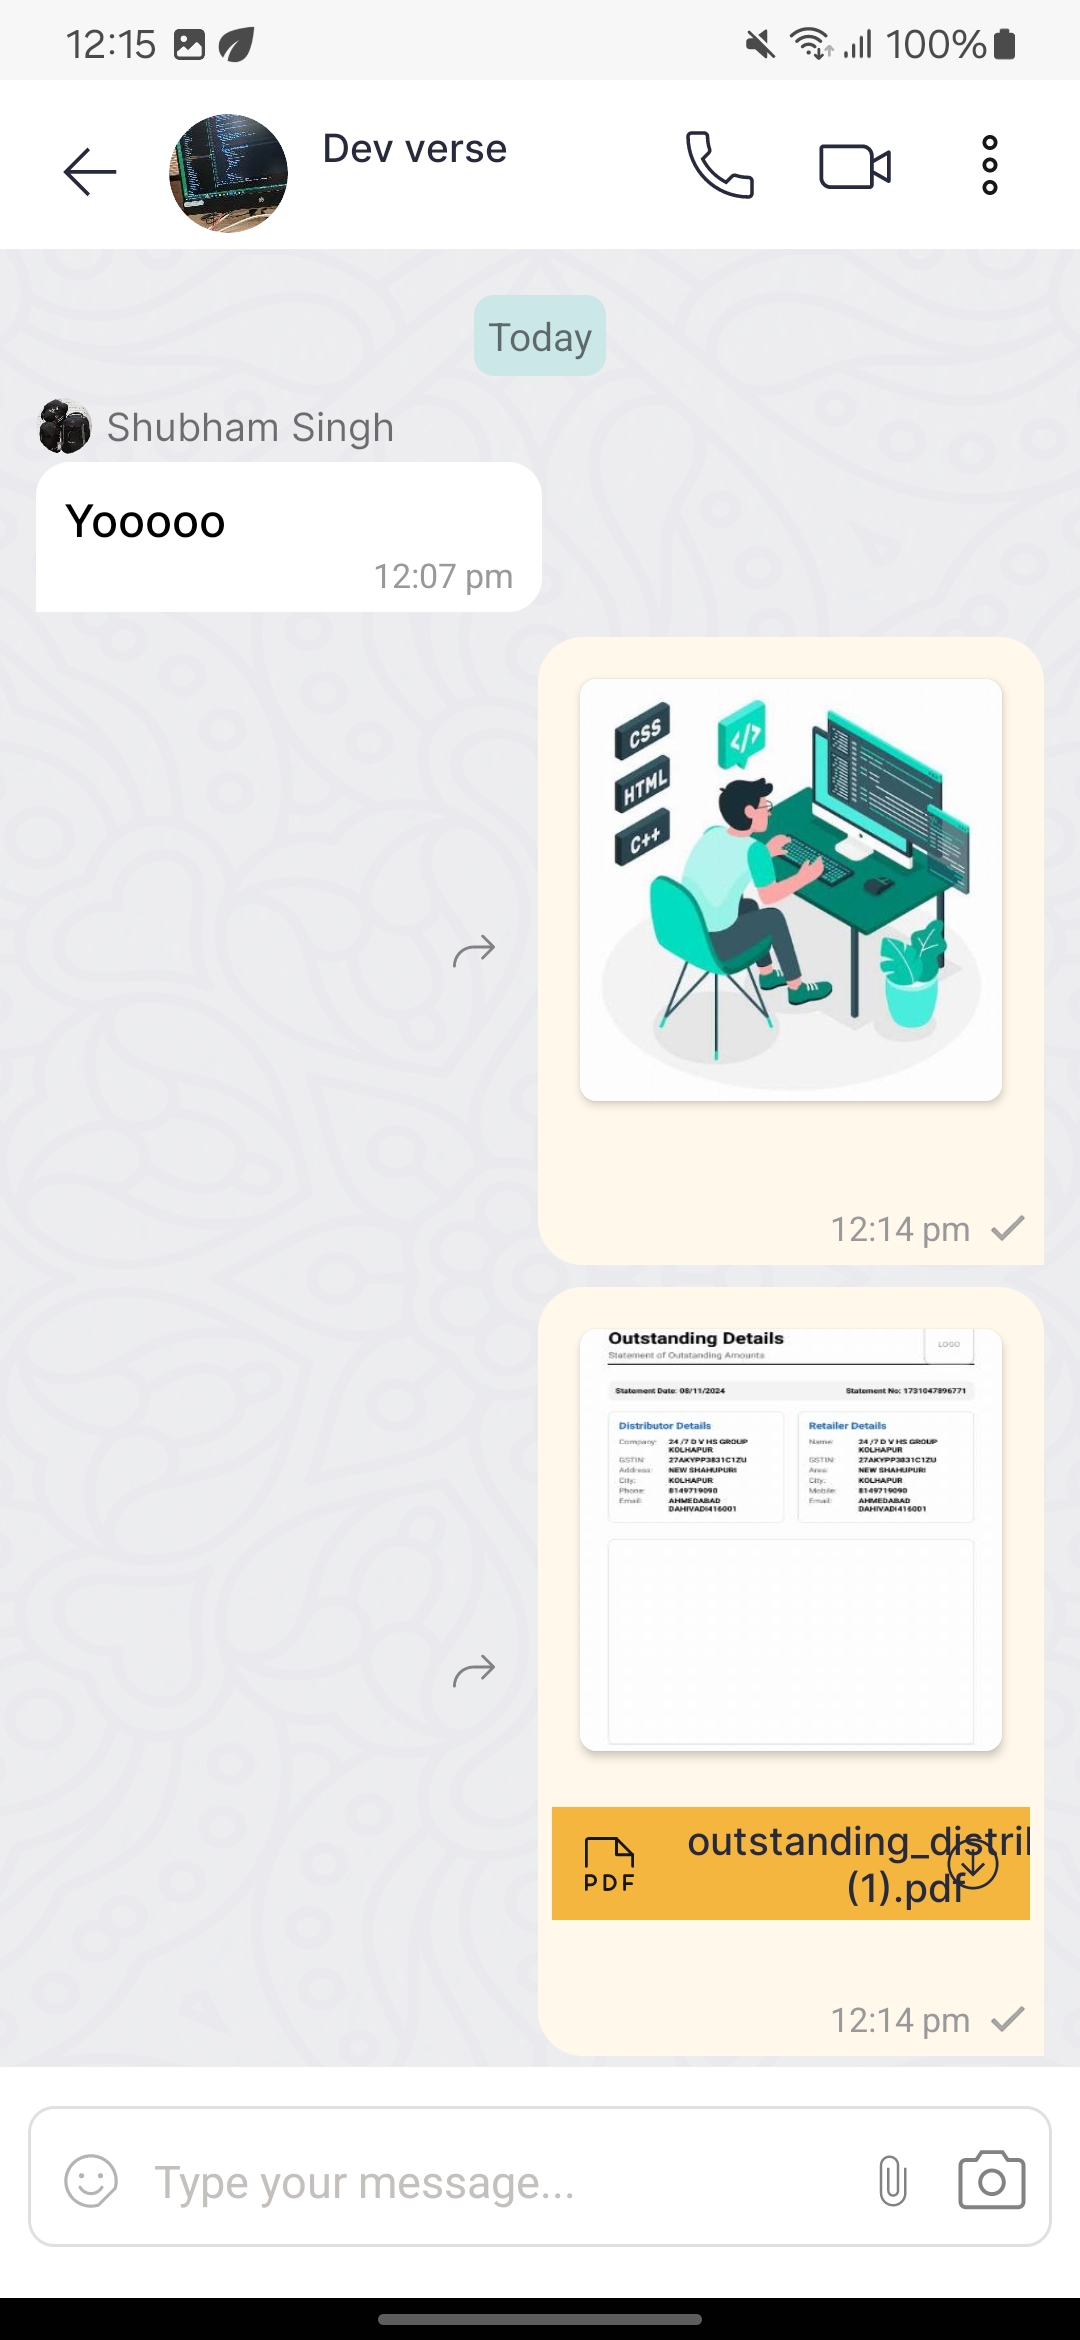 12:15
100%
Dev verse
Today
Shubham Singh
Yooooo
12:07 pm
CSS
</>
HTML
C++
12:14 pm
Outstanding Details
Statement of Outstanding Amounts
LOGO
Statement Date: 08/11/2024
Statement No: 1731047896771
Distributor Details
Company: 24 /7 D V HS GROUP
KOLHAPUR
GSTIN: 27AKYPP3831C1ZU
Address: NEW SHAHUPURI
City: KOLHAPUR
Phone: 8149719090
Email: AHMEDABAD
DAHIVADI416001
Retailer Details
Name: 24 /7 D V HS GROUP
KOLHAPUR
GSTIN: 27AKYPP3831C1ZU
Area: NEW SHAHUPURI
City: KOLHAPUR
Mobile: 8149719090
Email: AHMEDABAD
DAHIVADI416001
PDF
outstanding_distril
(1).pdf
12:14 pm
Type your message...